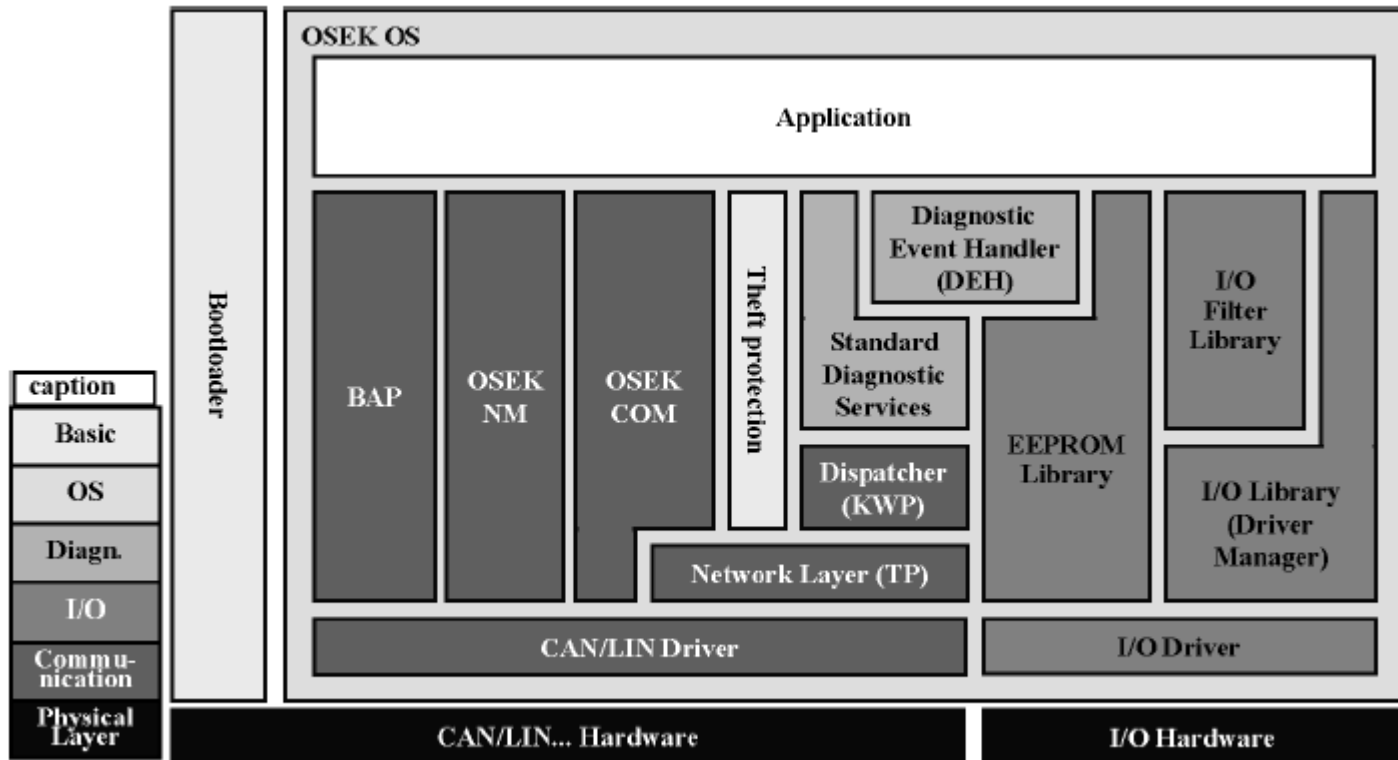 OSEK OS
Application
Bootloader
BAP
OSEK
NM
OSEK
COM
Theft protection
Diagnostic
Event Handler
(DEH)
Standard
Diagnostic
Services
Dispatcher
(KWP)
Network Layer (TP)
EEPROM
Library
I/O
Filter
Library
I/O Library
(Driver
Manager)
CAN/LIN Driver
I/O Driver
CAN/LIN... Hardware
I/O Hardware
caption
Basic
OS
Diagn.
I/O
Commu-
nication
Physical
Layer